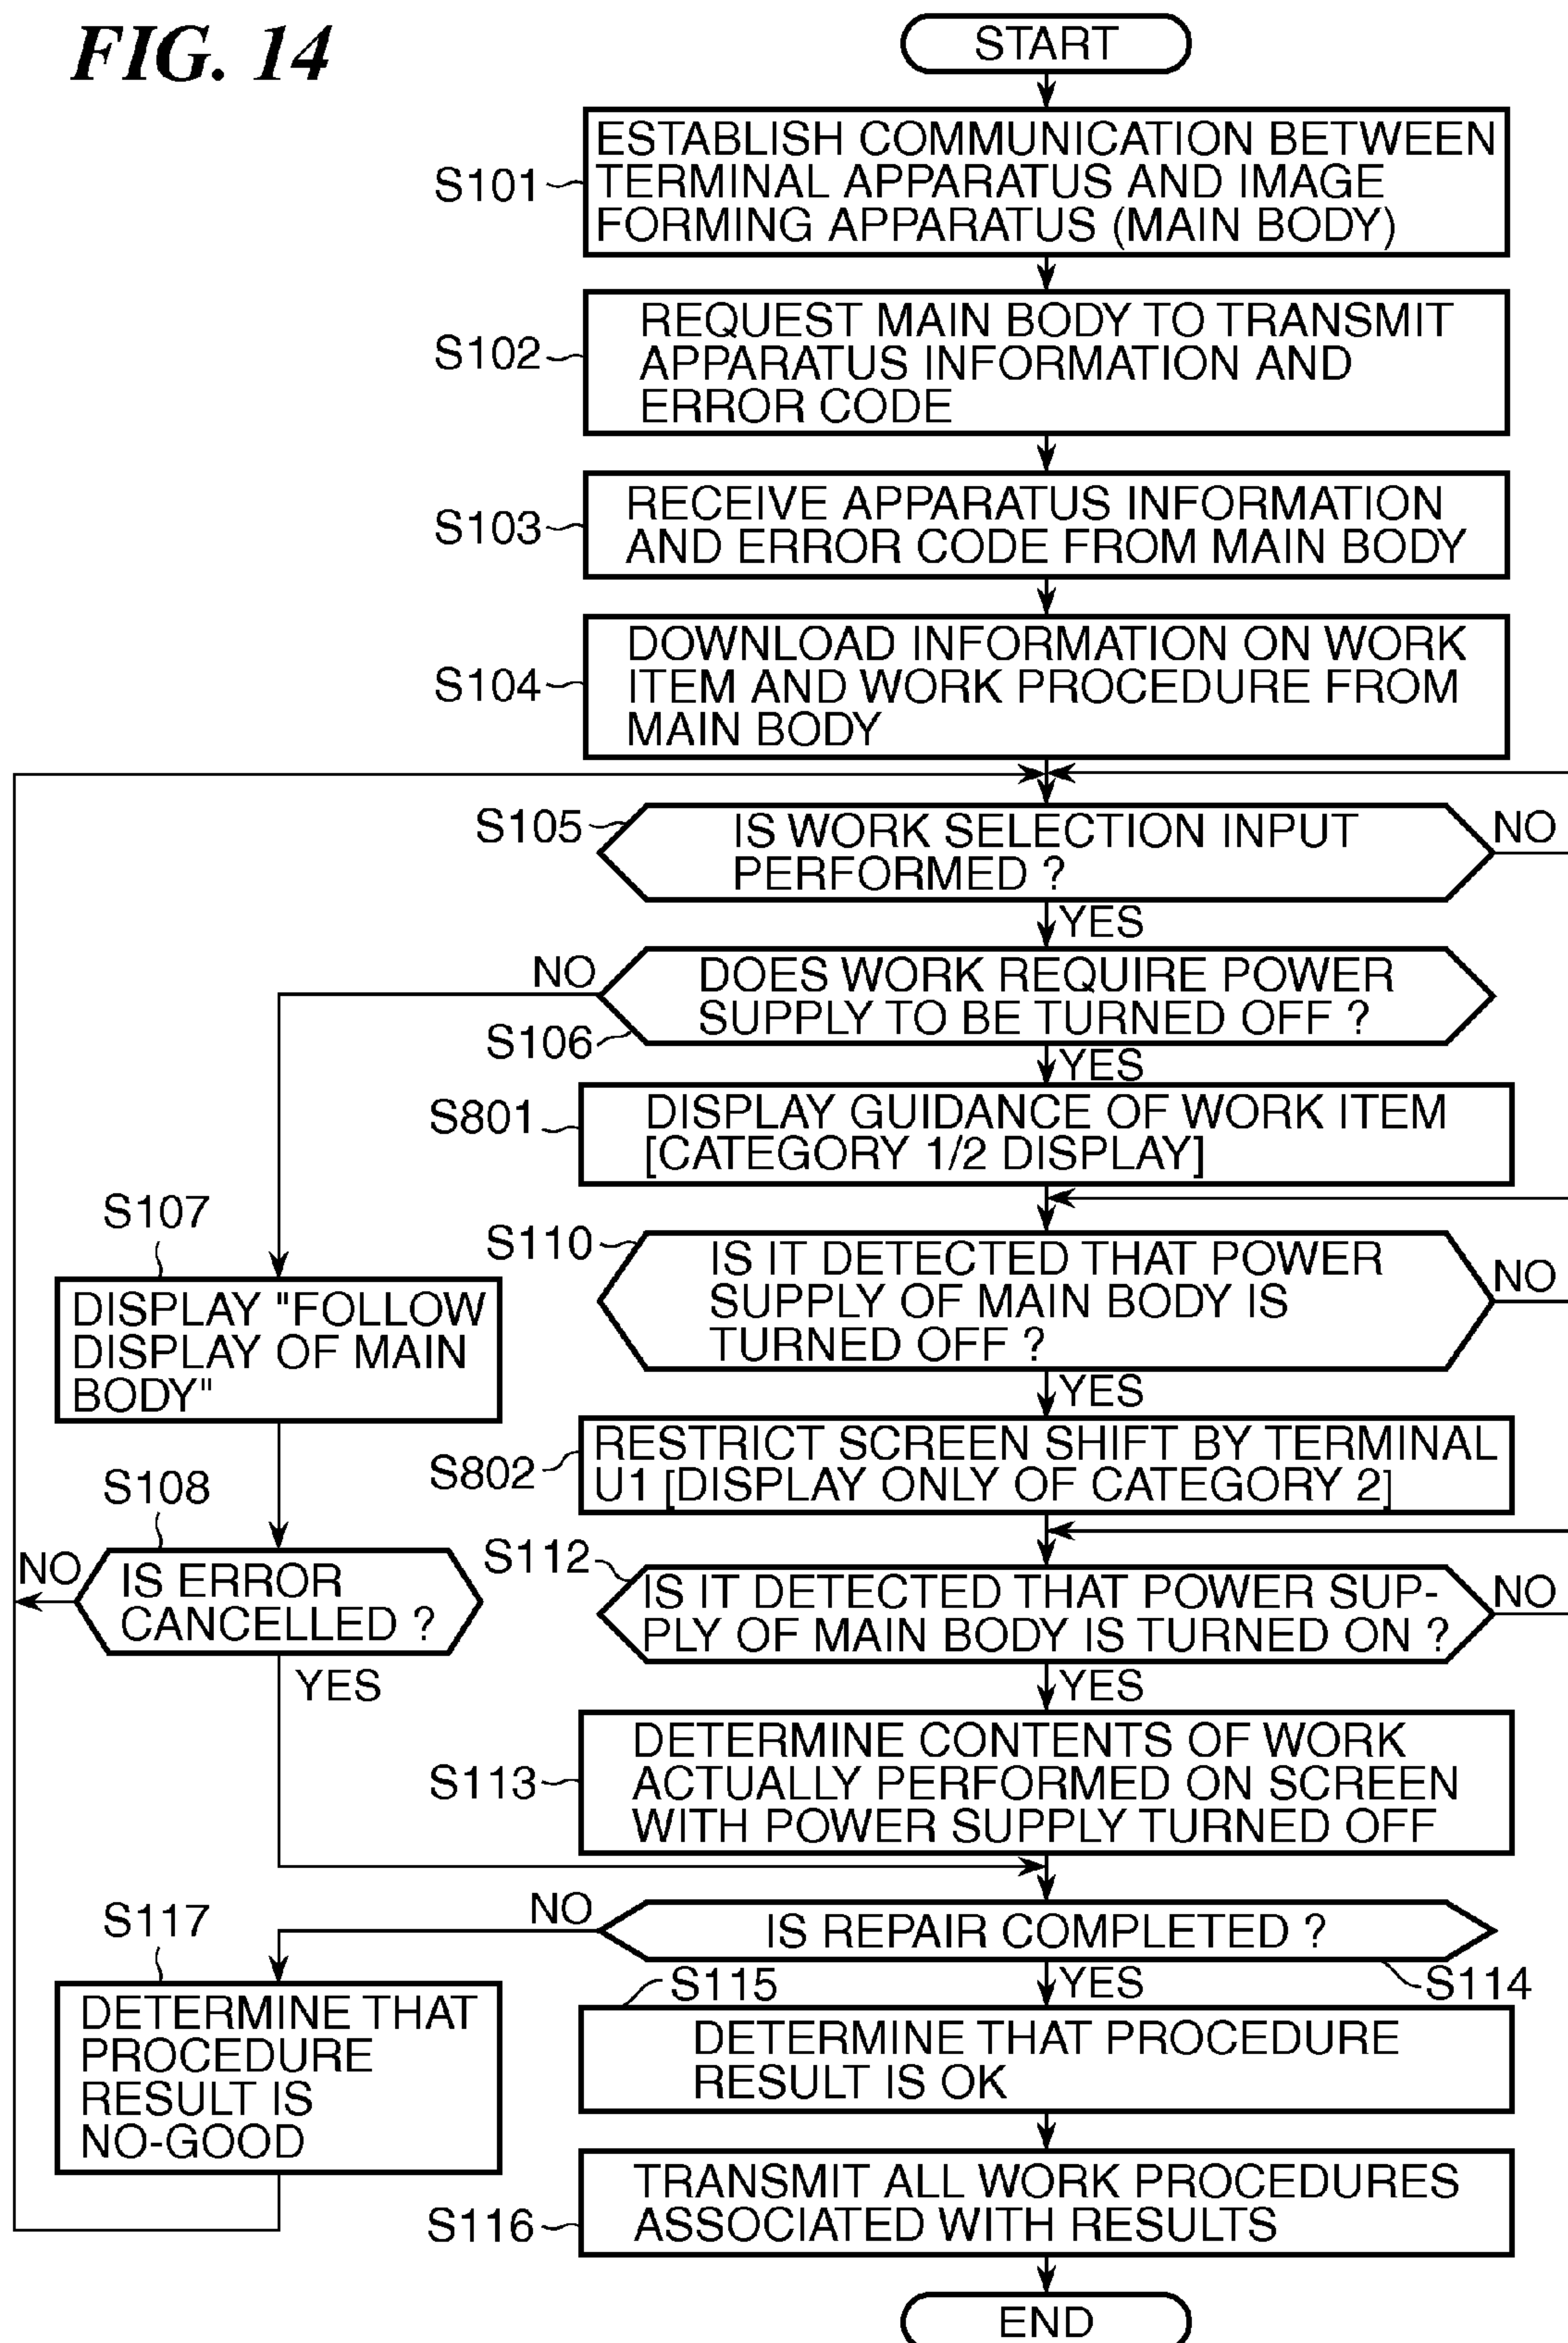 FIG. 14
START
S101
ESTABLISH COMMUNICATION BETWEEN
TERMINAL APPARATUS AND IMAGE
FORMING APPARATUS (MAIN BODY)
S102
REQUEST MAIN BODY TO TRANSMIT
APPARATUS INFORMATION AND
ERROR CODE
S103
RECEIVE APPARATUS INFORMATION
AND ERROR CODE FROM MAIN BODY
S104
DOWNLOAD INFORMATION ON WORK
ITEM AND WORK PROCEDURE FROM
MAIN BODY
S105
IS WORK SELECTION INPUT
PERFORMED ?
NO
YES
NO
DOES WORK REQUIRE POWER
SUPPLY TO BE TURNED OFF ?
S106
YES
S801
DISPLAY GUIDANCE OF WORK ITEM
[CATEGORY 1/2 DISPLAY]
S107
DISPLAY "FOLLOW
DISPLAY OF MAIN
BODY"
S110
IS IT DETECTED THAT POWER
SUPPLY OF MAIN BODY IS
TURNED OFF ?
NO
YES
S802
RESTRICT SCREEN SHIFT BY TERMINAL
U1 [DISPLAY ONLY OF CATEGORY 2]
S108
NO
IS ERROR
CANCELLED ?
YES
S112
IS IT DETECTED THAT POWER SUP-
PLY OF MAIN BODY IS TURNED ON ?
NO
YES
S113
DETERMINE CONTENTS OF WORK
ACTUALLY PERFORMED ON SCREEN
WITH POWER SUPPLY TURNED OFF
NO
IS REPAIR COMPLETED ?
S114
YES
S117
DETERMINE THAT
PROCEDURE
RESULT IS
NO-GOOD
S115
DETERMINE THAT PROCEDURE
RESULT IS OK
S116
TRANSMIT ALL WORK PROCEDURES
ASSOCIATED WITH RESULTS
END